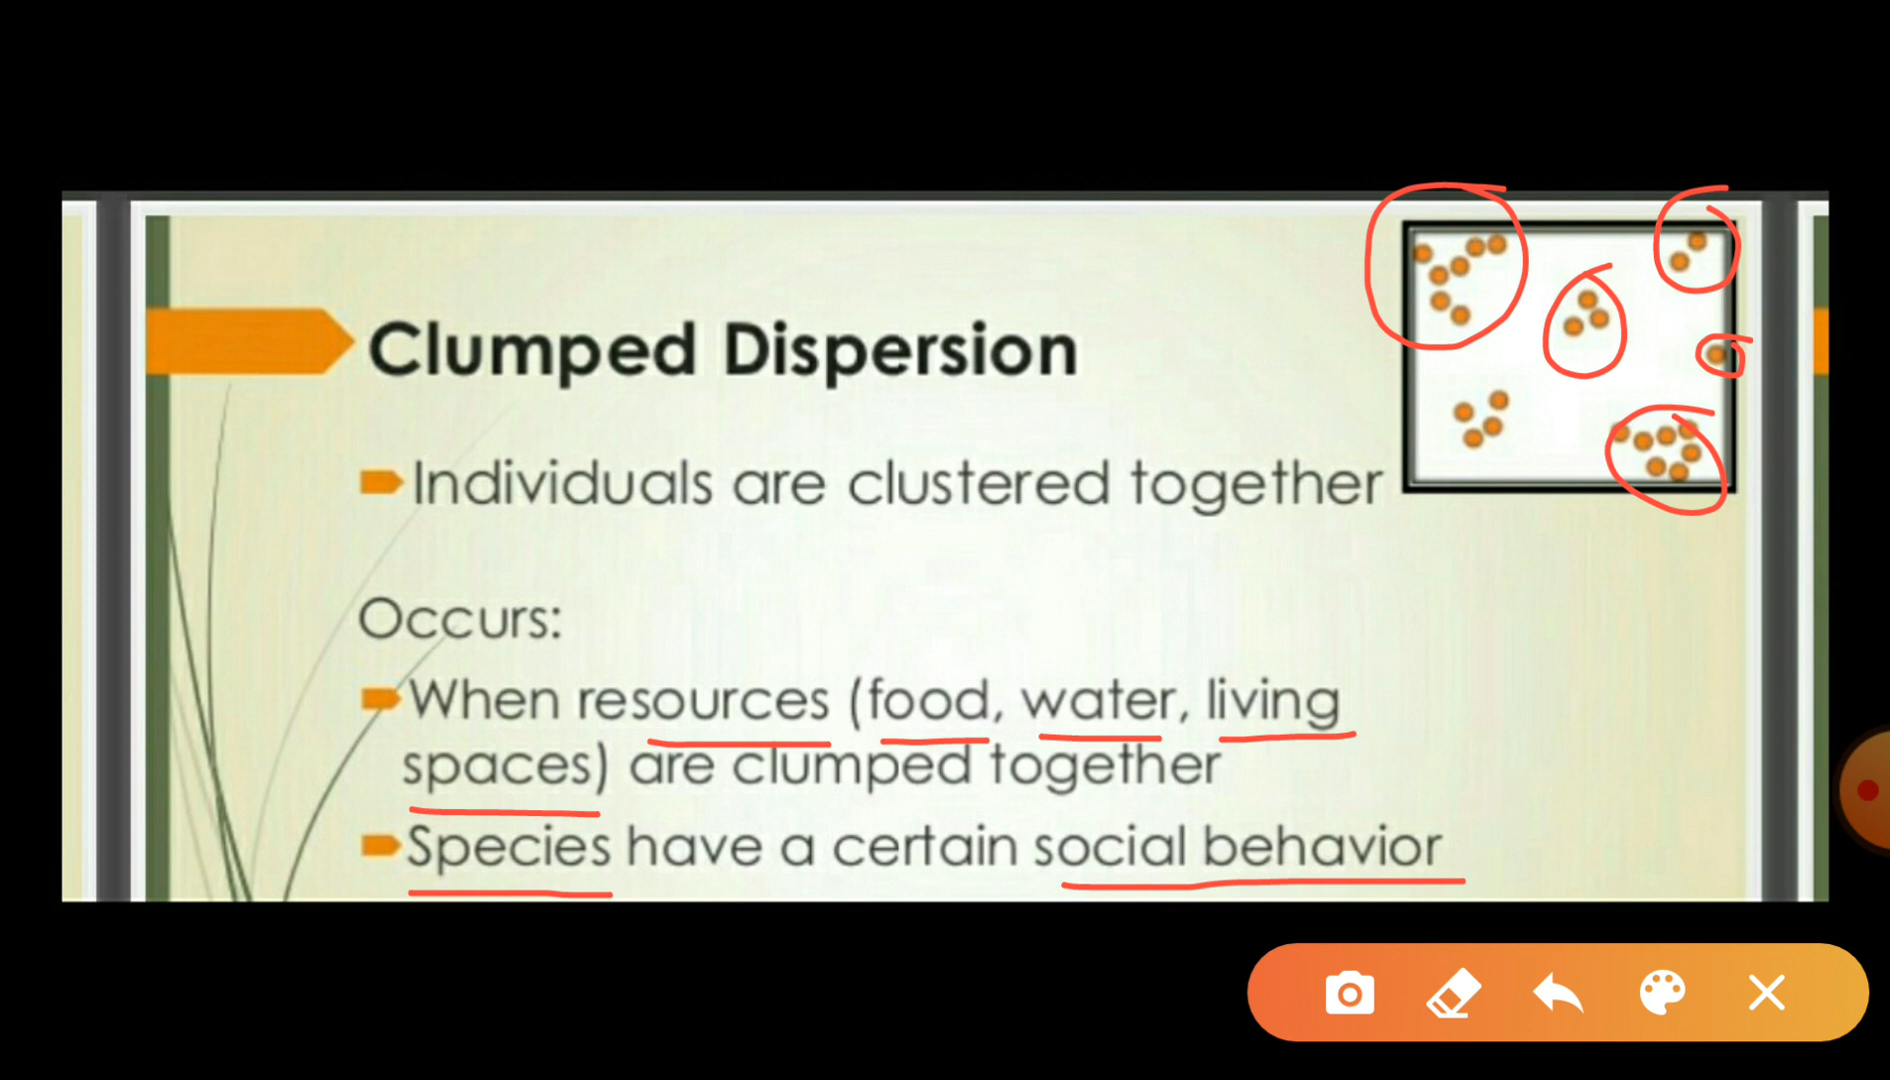 Clumped Dispersion
Individuals are clustered together
Occurs:
When resources (food, water, living
spaces) are clumped together
Species have a certain social behavior